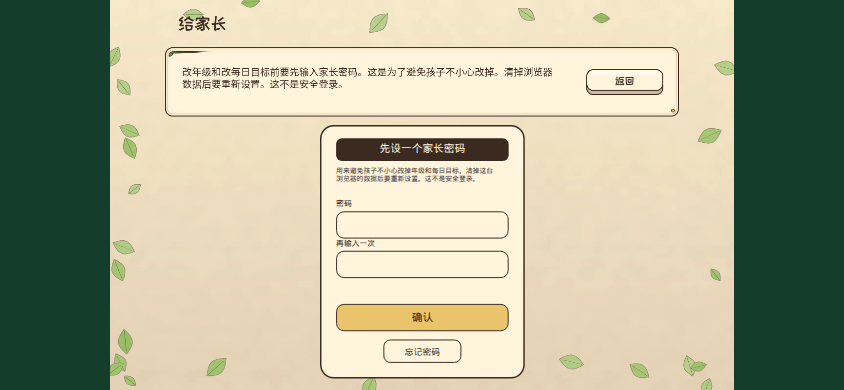 给家长
改年级和改每日目标前要先输入家长密码。这是为了避免孩子不小心改掉。清掉浏览器
数据后要重新设置。这不是安全登录。
返回
先设一个家长密码
用来避免孩子不小心改掉年级和每日目标。清掉这台
浏览器的数据后要重新设置。这不是安全登录。
密码
再输入一次
确认
忘记密码